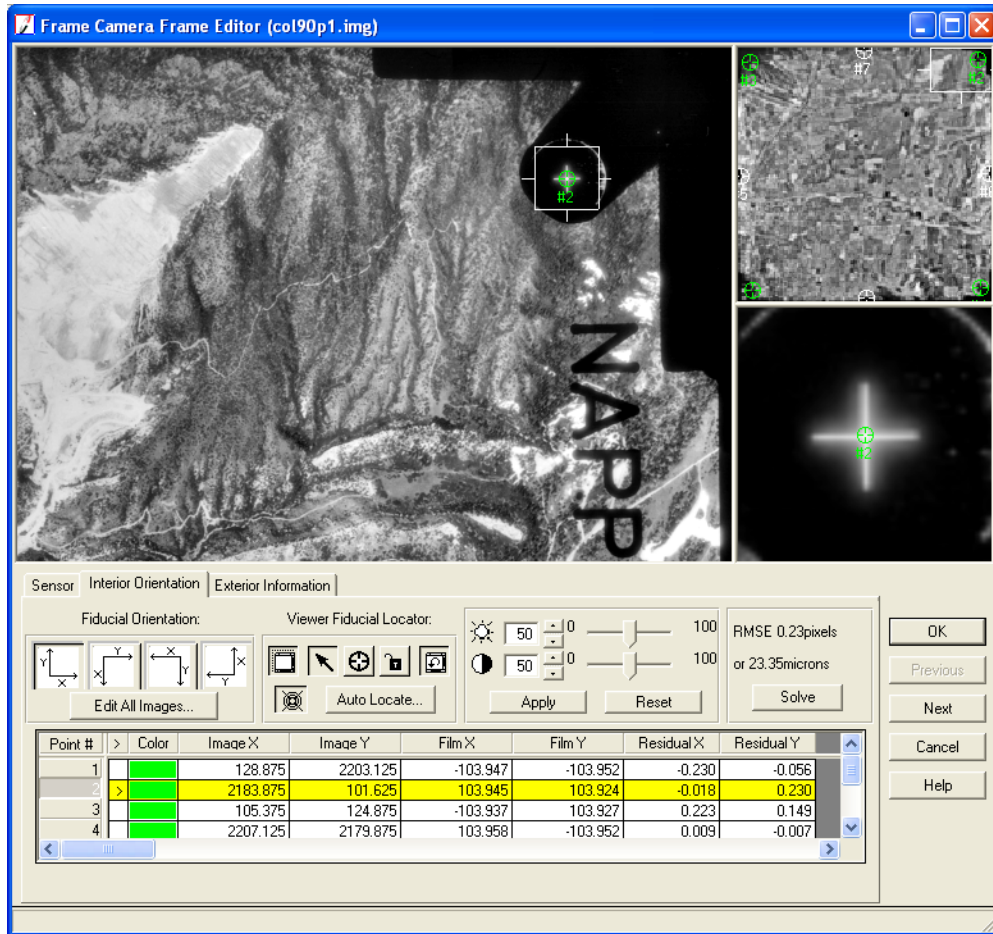 Frame Camera Frame Editor (col90p1.img)
#2
NAPP
#7
#2
#2
Sensor Interior Orientation Exterior Information
Fiducial Orientation:
Y X X Y X Y X Y
Edit All Images...
Viewer Fiducial Locator:
Auto Locate...
50 0 100
50 0 100
Apply Reset
RMSE 0.23pixels
or 23.35microns
Solve
OK
Previous
Next
Cancel
Help
Point # > Color Image X Image Y Film X Film Y Residual X Residual Y
1 128.875 2203.125 -103.947 -103.952 -0.230 -0.056
2 > 2183.875 101.625 103.945 103.924 -0.018 0.230
3 105.375 124.875 -103.937 103.927 0.223 0.149
4 2207.125 2179.875 103.958 -103.952 0.009 -0.007